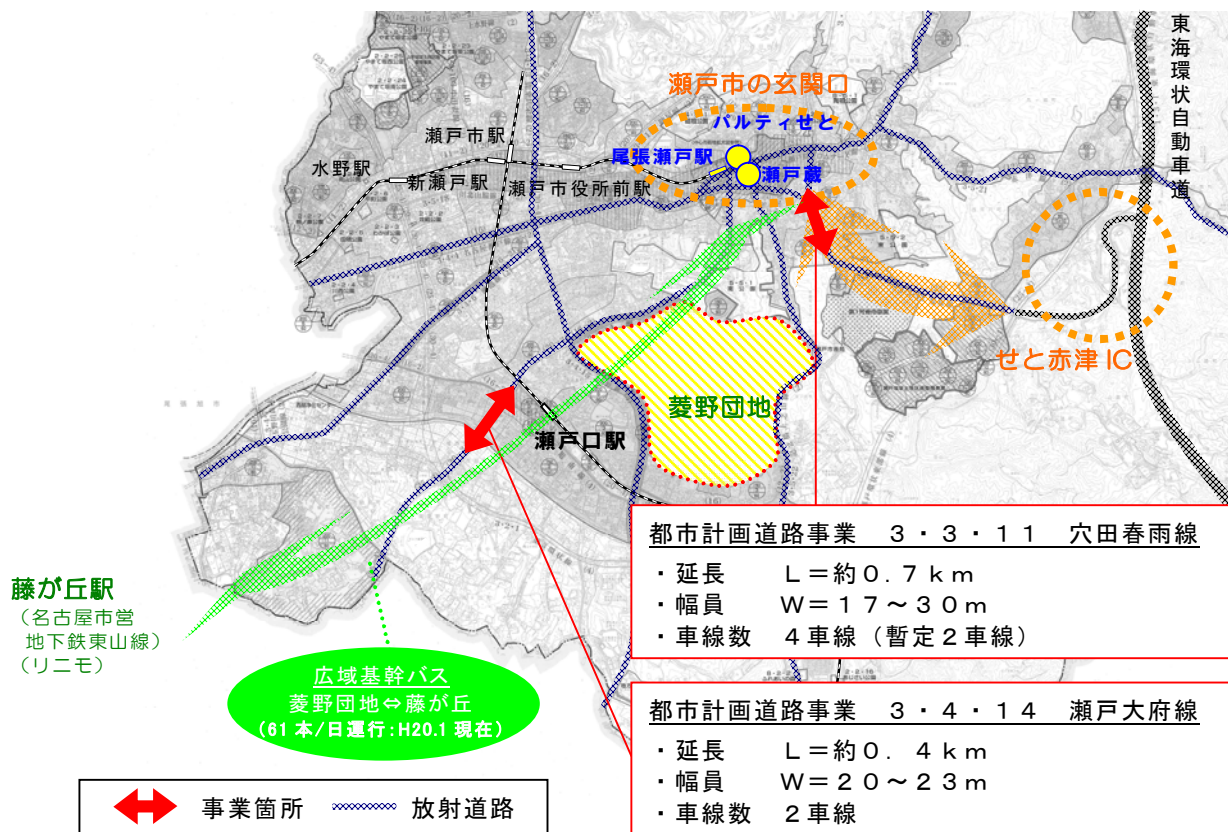 瀬戸市の玄関口
パルティせと
尾張瀬戸駅
瀬戸蔵
瀬戸市駅
水野駅
新瀬戸駅
瀬戸市役所前駅
東海環状自動車道
せと赤津IC
菱野団地
瀬戸口駅
藤が丘駅
(名古屋市営
地下鉄東山線)
(リニモ)
広域基幹バス
菱野団地⇔藤が丘
(61本/日運行:H20.1現在)
都市計画道路事業 3・3・11 穴田春雨線
・延長 L=約0.7km
・幅員 W=17~30m
・車線数 4車線(暫定2車線)
都市計画道路事業 3・4・14 瀬戸大府線
・延長 L=約0.4km
・幅員 W=20~23m
・車線数 2車線
事業箇所 放射道路